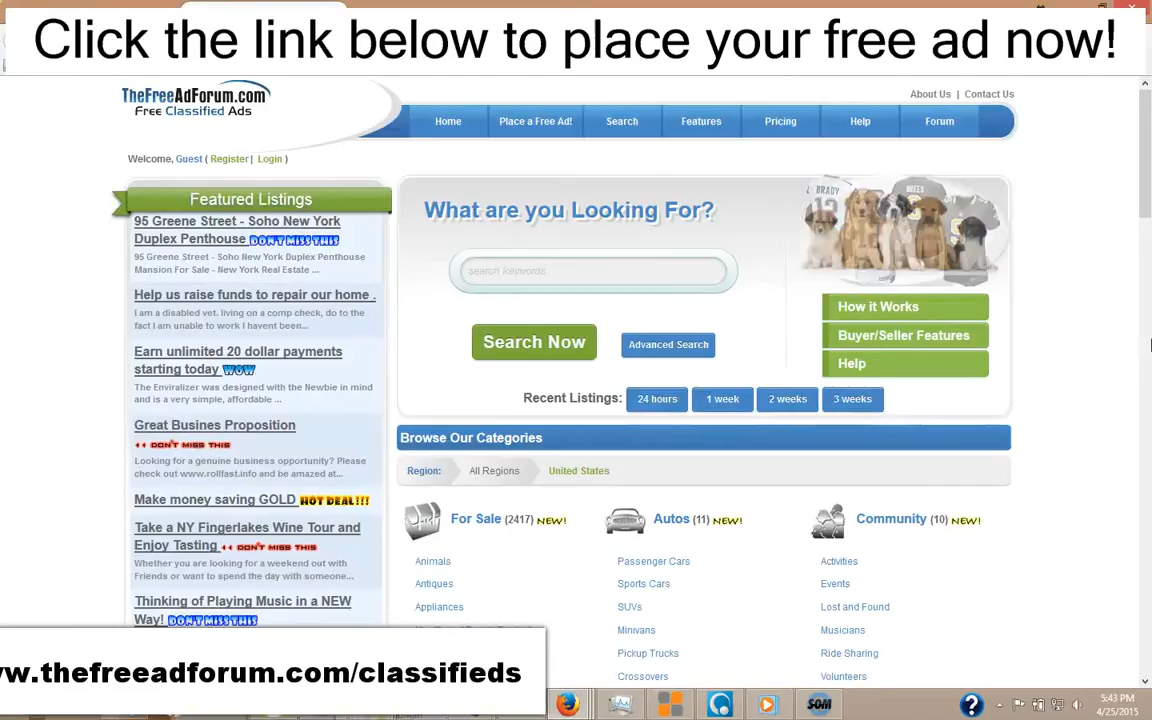 Click the link below to place your free ad now!
TheFreeAdForum.com
Free Classified Ads
About Us | Contact Us
Home Place a Free Ad! Search Features Pricing Help Forum
Welcome, Guest ( Register | Login )
Featured Listings
95 Greene Street - Soho New York
Duplex Penthouse DON'T MISS THIS
95 Greene Street - Soho New York Duplex Penthouse
Mansion For Sale - New York Real Estate ...
Help us raise funds to repair our home .
I am a disabled vet. living on a comp check, do to the
fact I am unable to work I havent been...
Earn unlimited 20 dollar payments
starting today WOW
The Enviralizer was designed with the Newbie in mind
and is a very simple, affordable ...
Great Busines Proposition
DON'T MISS THIS
Looking for a genuine business opportunity? Please
check out www.rollfast.info and be amazed at...
Make money saving GOLD HOT DEAL!!!
Take a NY Fingerlakes Wine Tour and
Enjoy Tasting DON'T MISS THIS
Whether you are looking for a weekend out with
Friends or want to spend the day with someone...
Thinking of Playing Music in a NEW
Way! DON'T MISS THIS
What are you Looking For?
search keywords
Search Now Advanced Search
BRADY
12
How it Works
Buyer/Seller Features
Help
Recent Listings: 24 hours 1 week 2 weeks 3 weeks
Browse Our Categories
Region: All Regions United States
For Sale (2417) NEW!
Animals
Antiques
Appliances
Autos (11) NEW!
Passenger Cars
Sports Cars
SUVs
Minivans
Pickup Trucks
Crossovers
Community (10) NEW!
Activities
Events
Lost and Found
Musicians
Ride Sharing
Volunteers
w.thefreeadforum.com/classifieds
SOM
5:43 PM
4/25/2015